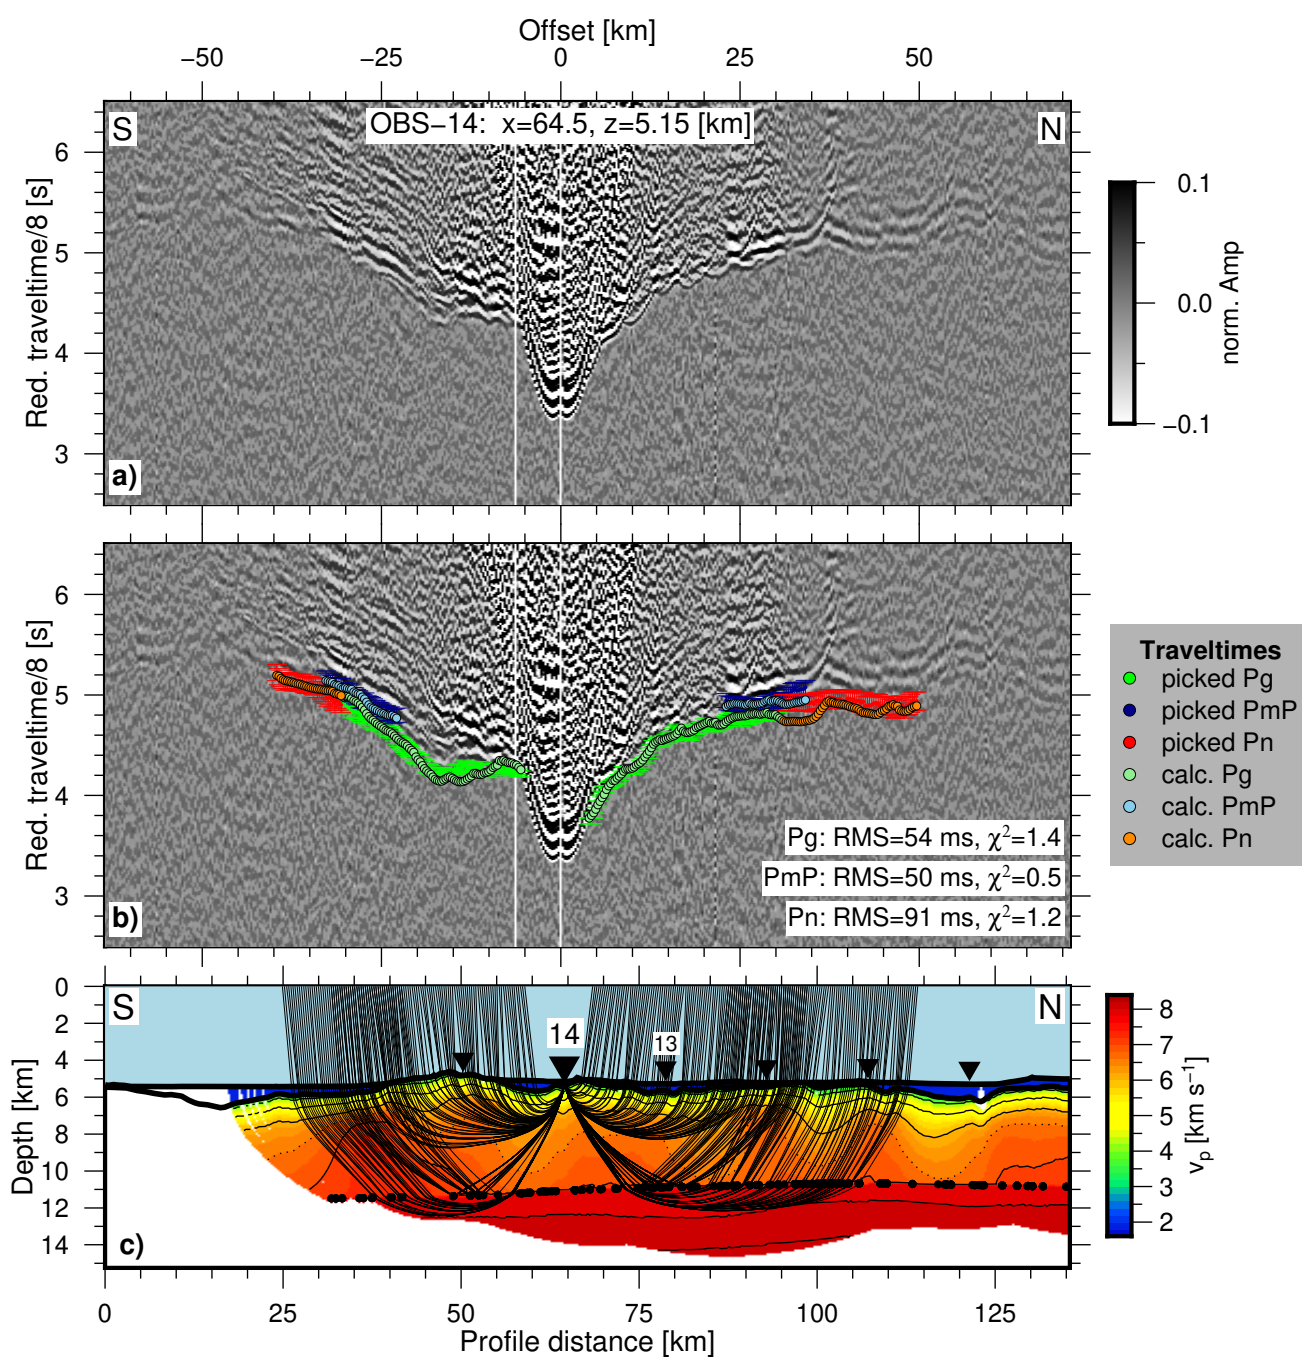 Offset [km]
−50 −25 0 25 50
S OBS−14: x=64.5, z=5.15 [km] N
Red. traveltime/8 [s]
6
5
4
3
a)
0.1
0.0
−0.1
norm. Amp
Red. traveltime/8 [s]
6
5
4
3
b)
Pg: RMS=54 ms, χ²=1.4
PmP: RMS=50 ms, χ²=0.5
Pn: RMS=91 ms, χ²=1.2
Traveltimes
picked Pg
picked PmP
picked Pn
calc. Pg
calc. PmP
calc. Pn
S N
14
13
Depth [km]
0
2
4
6
8
10
12
14
c)
0 25 50 75 100 125
Profile distance [km]
8
7
6
5
4
3
2
vp [km s⁻¹]